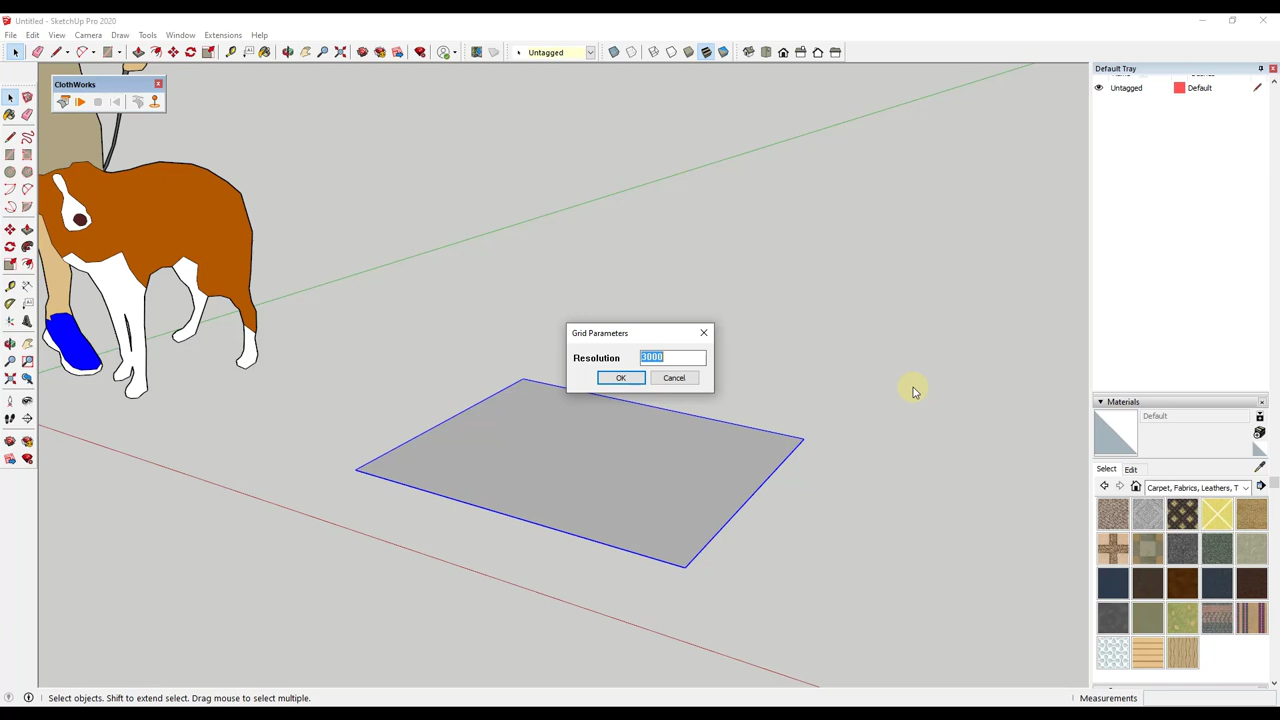 Untitled - SketchUp Pro 2020
File Edit View Camera Draw Tools Window Extensions Help
Untagged
Default Tray
ClothWorks
Untagged Default
Grid Parameters
Resolution 3000
OK Cancel
Materials
Default
Select Edit
Carpet, Fabrics, Leathers, T
Select objects. Shift to extend select. Drag mouse to select multiple.
Measurements